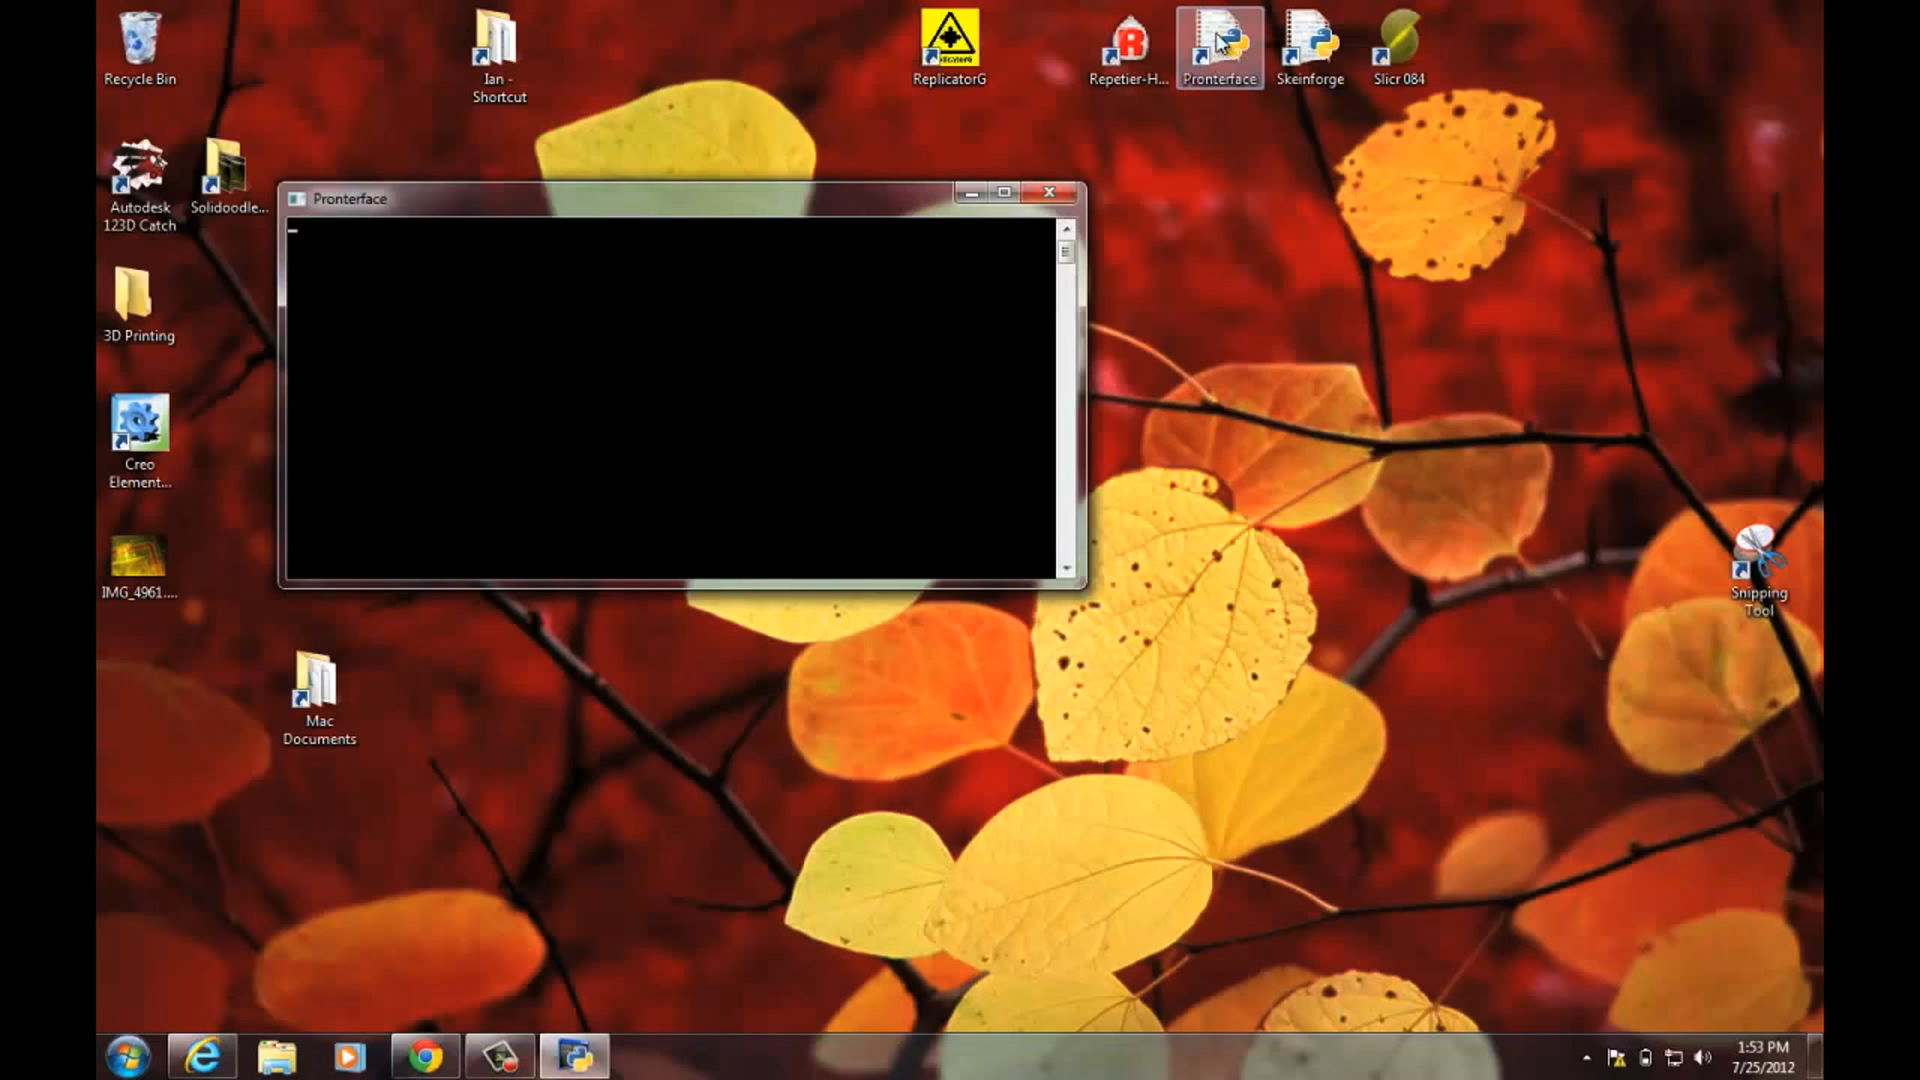 Recycle Bin
Ian -
Shortcut
ReplicatorG
Repetier-H...
Pronterface
Skeinforge
Slicr 084
Autodesk
123D Catch
Solidoodle...
Pronterface
3D Printing
Creo
Element...
IMG_4961....
Snipping
Tool
Mac
Documents
1:53 PM
7/25/2012